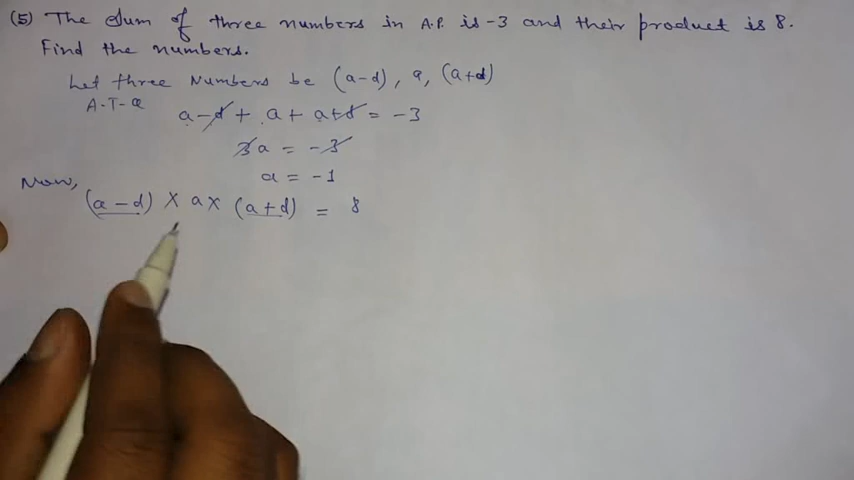 (5) The Sum of three numbers in A.P. is -3 and their product is 8.
Find the numbers.
Let three Numbers be (a-d), a, (a+d)
A.T-Q
a-d + a + a+d = -3
3a = -3
a = -1
Now,
(a-d) × a × (a+d) = 8